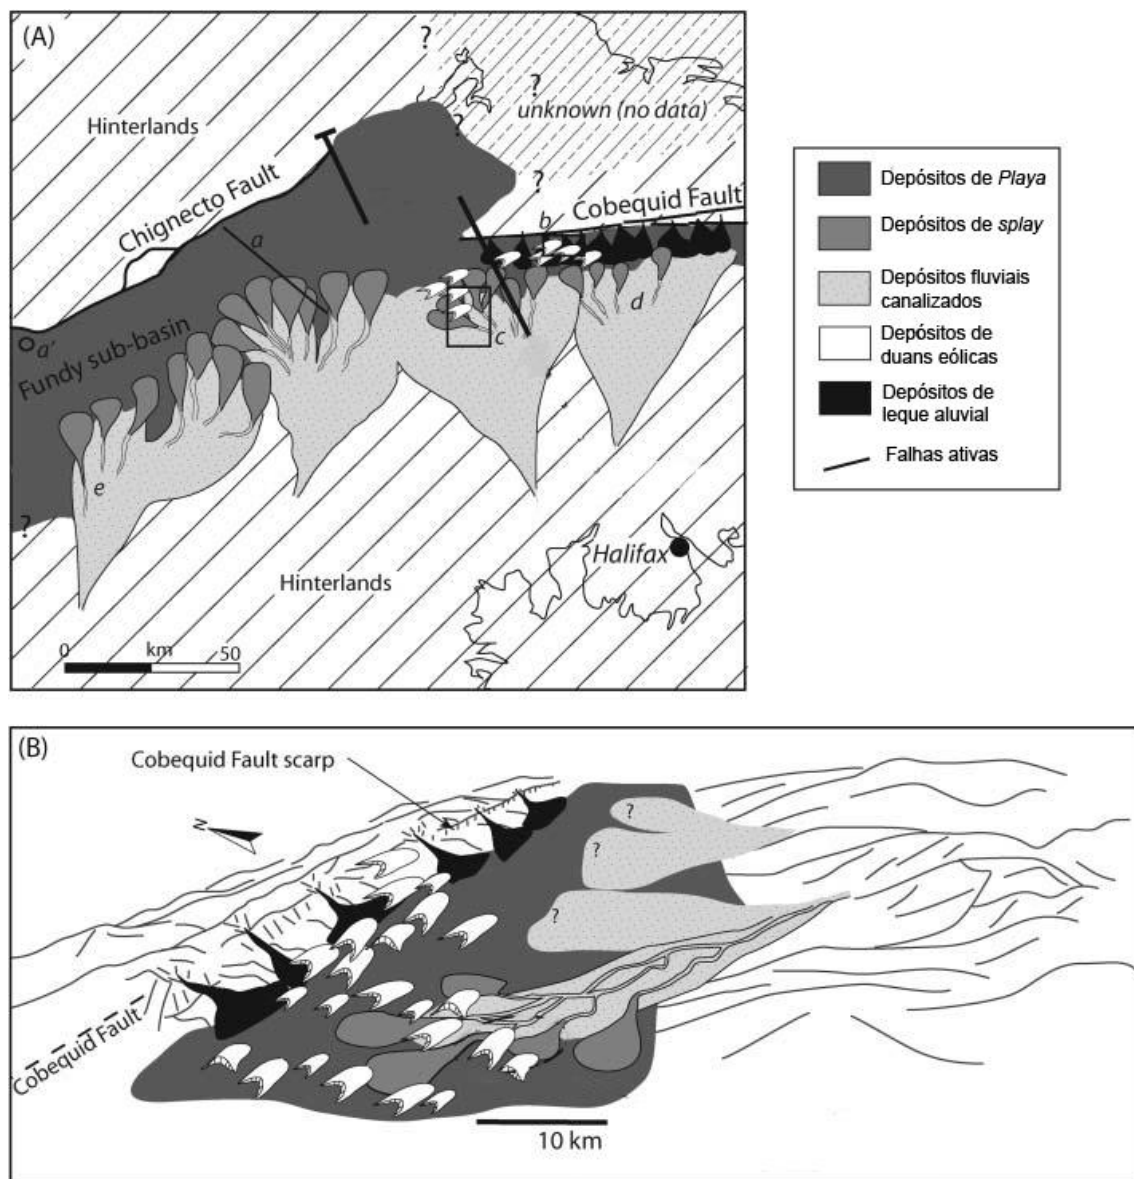 (A)
?
?
unknown (no data)
Hinterlands
?
?
Cobequid Fault
Chignecto Fault
b
a
d
c
a'
Fundy sub-basin
e
?
Halifax
Hinterlands
0 km 50
Depósitos de Playa
Depósitos de splay
Depósitos fluviais
canalizados
Depósitos de
duans eólicas
Depósitos de
leque aluvial
Falhas ativas
(B)
Cobequid Fault scarp
N
?
?
?
Cobequid Fault
10 km